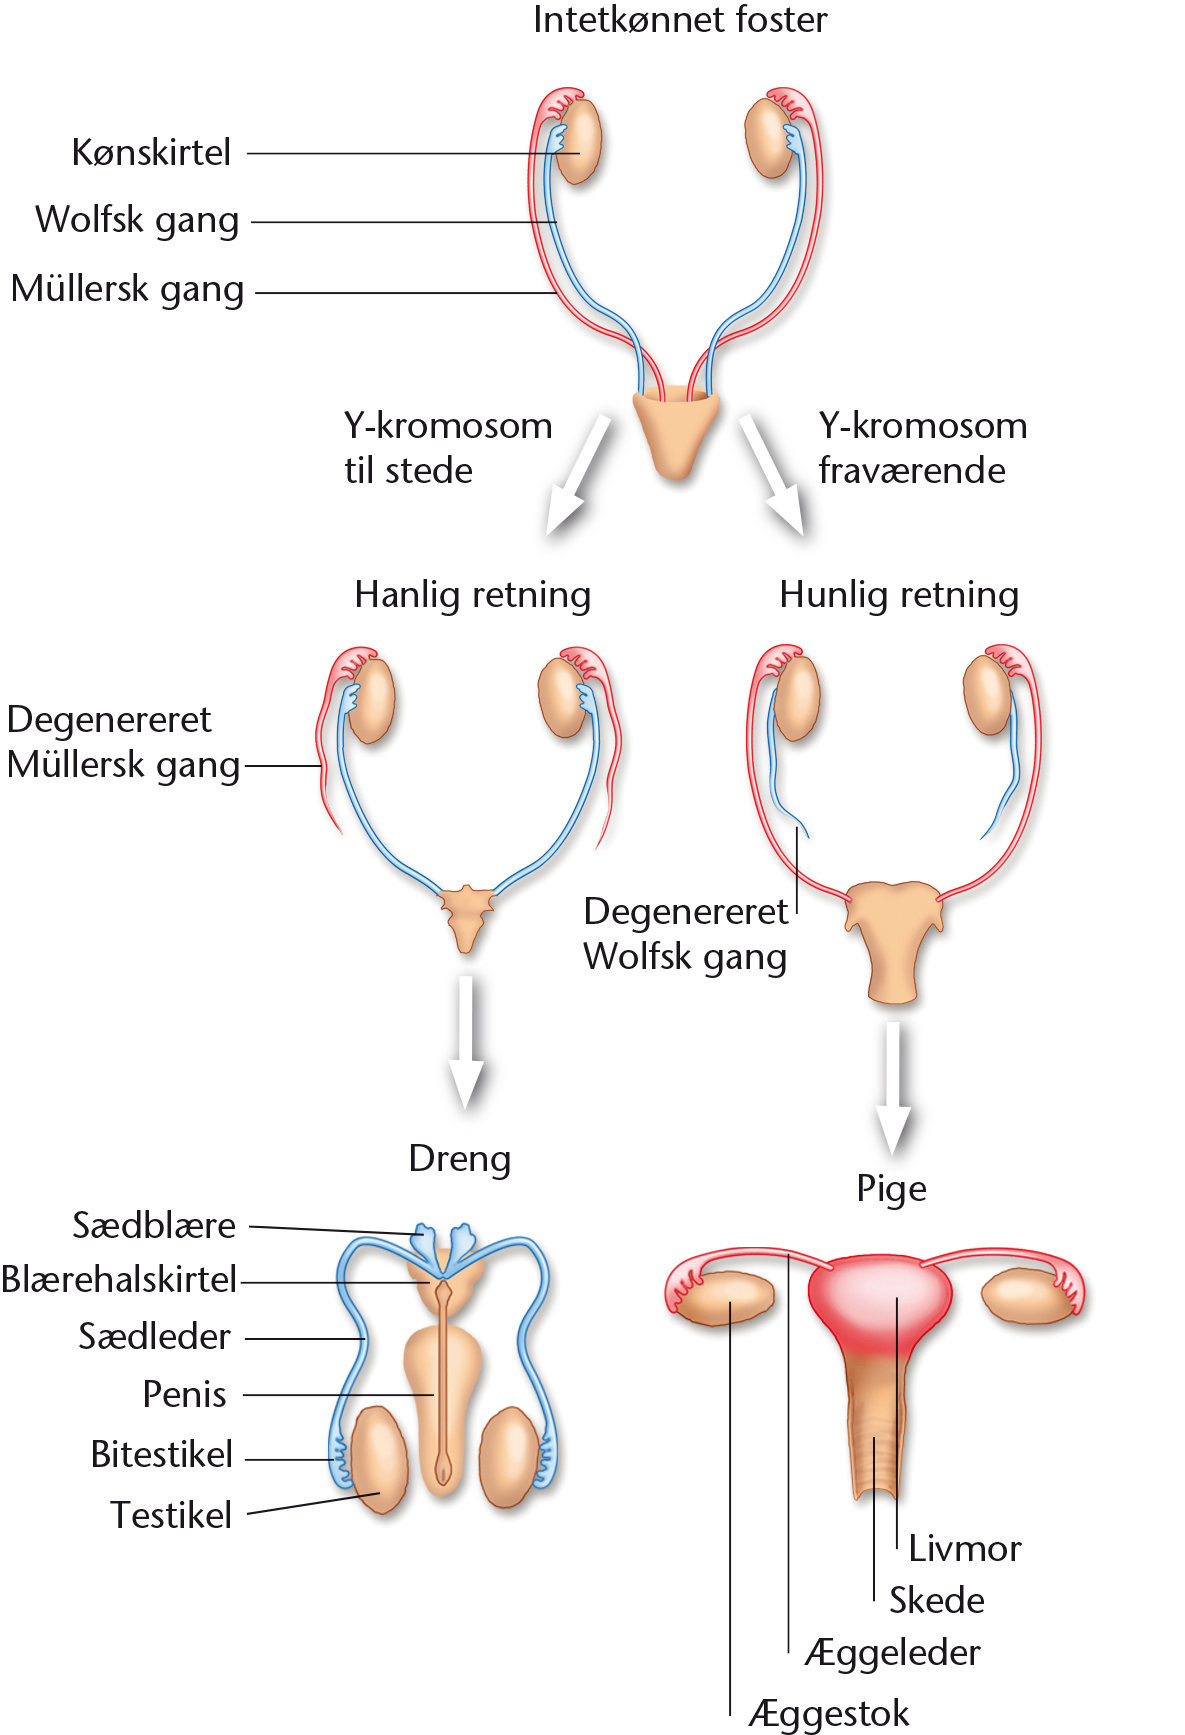 Intetkønnet foster
Kønskirtel
Wolfsk gang
Müllersk gang
Y-kromosom
til stede
Y-kromosom
fraværende
Hanlig retning
Hunlig retning
Degenereret
Müllersk gang
Degenereret
Wolfsk gang
Dreng
Pige
Sædblære
Blærehalskirtel
Sædleder
Penis
Bitestikel
Testikel
Livmor
Skede
Æggeleder
Æggestok